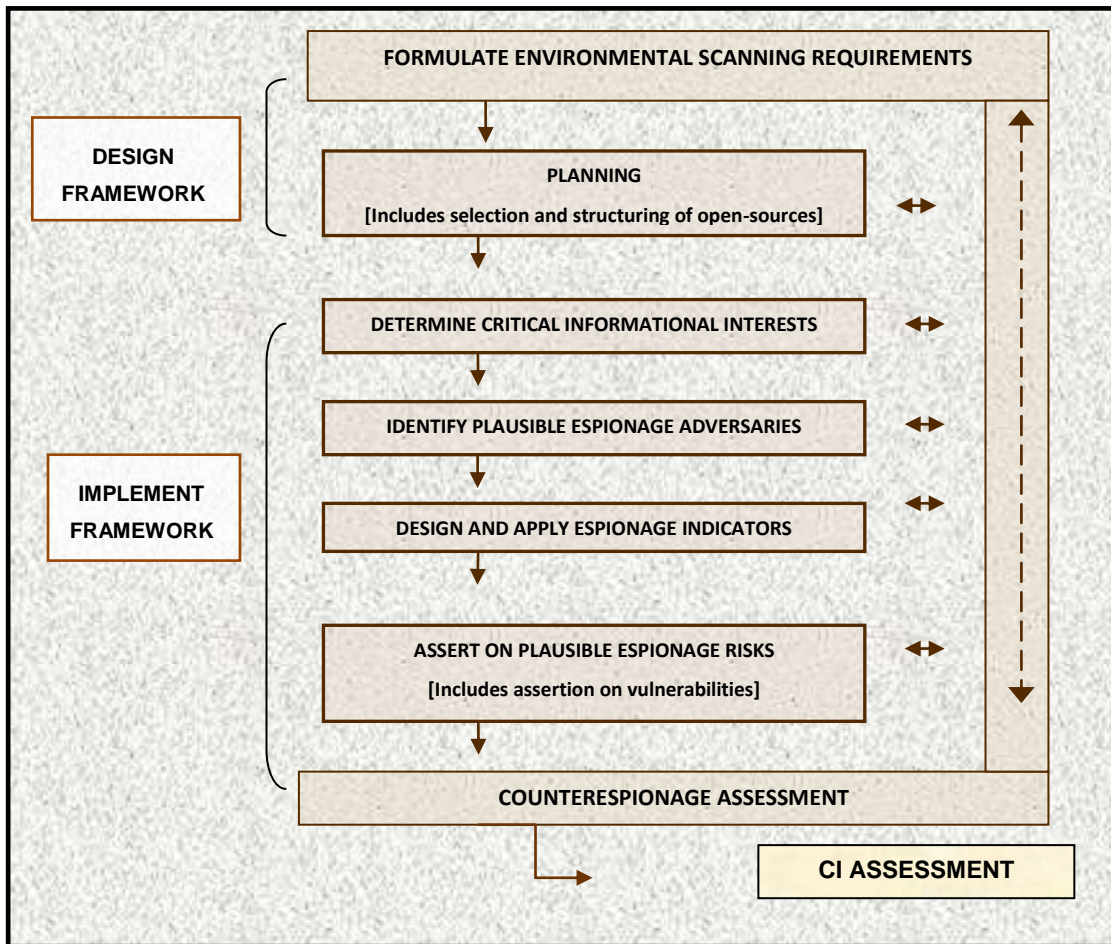 FORMULATE ENVIRONMENTAL SCANNING REQUIREMENTS
DESIGN
FRAMEWORK
PLANNING
[Includes selection and structuring of open-sources]
DETERMINE CRITICAL INFORMATIONAL INTERESTS
IDENTIFY PLAUSIBLE ESPIONAGE ADVERSARIES
IMPLEMENT
FRAMEWORK
DESIGN AND APPLY ESPIONAGE INDICATORS
ASSERT ON PLAUSIBLE ESPIONAGE RISKS
[Includes assertion on vulnerabilities]
COUNTERESPIONAGE ASSESSMENT
CI ASSESSMENT